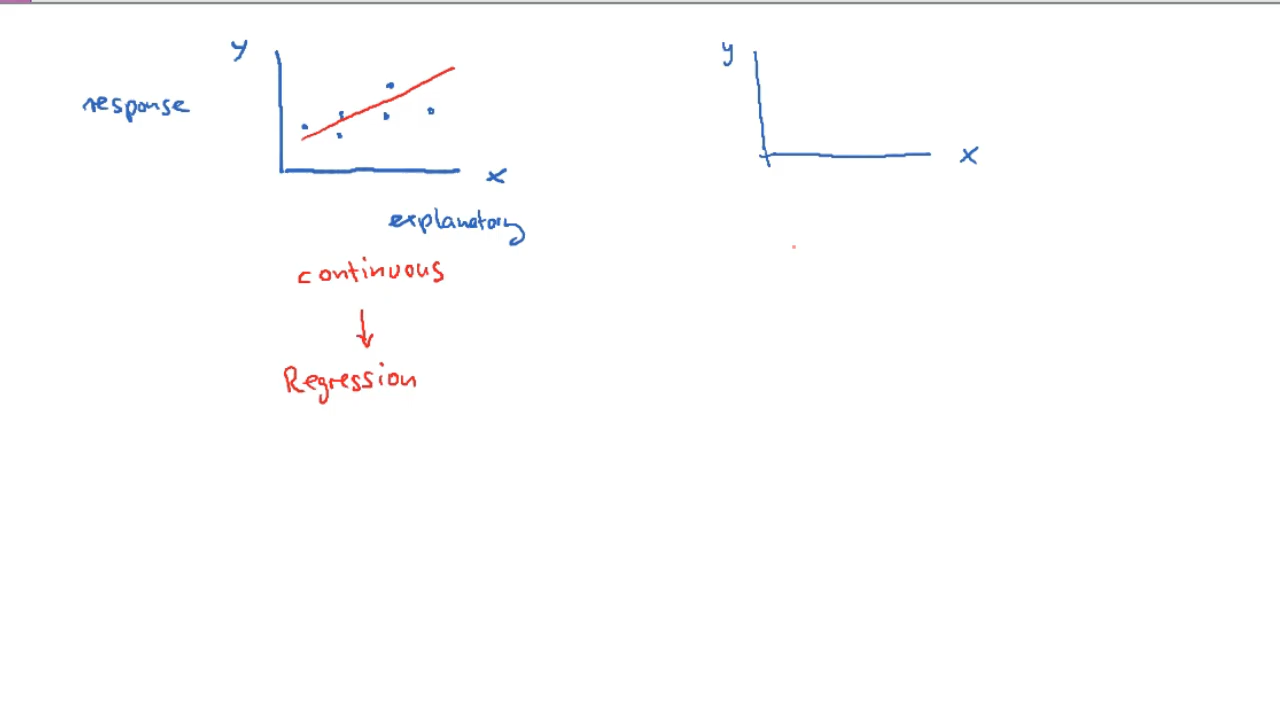 y
response
x
explanatory
continuous
Regression
y
x